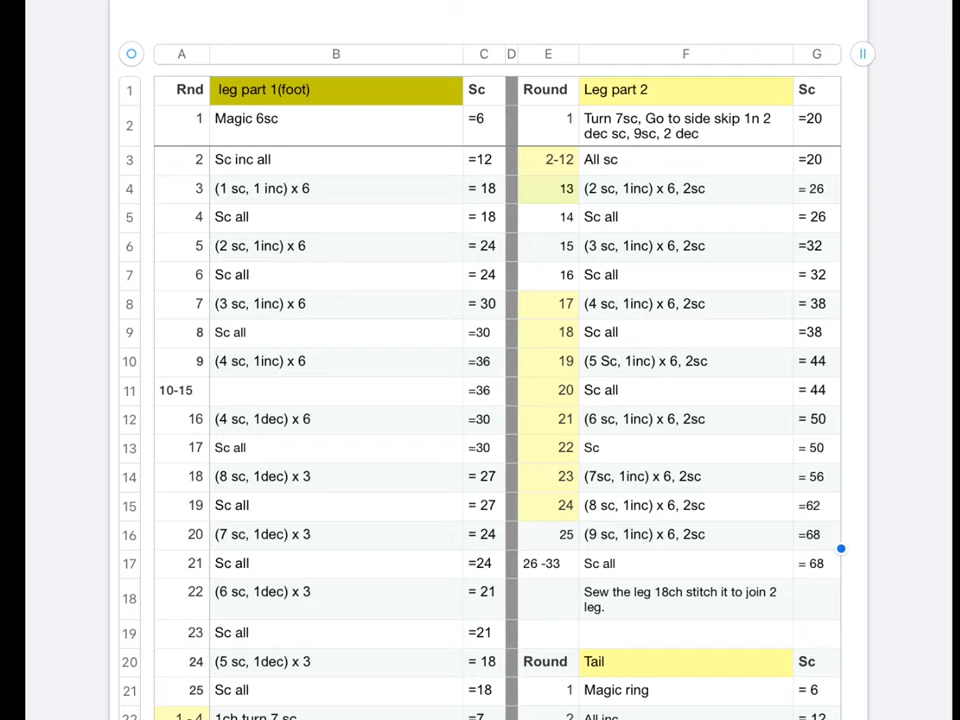 A B C D E F G
1 Rnd leg part 1(foot) Sc Round Leg part 2 Sc
2 1 Magic 6sc =6 1 Turn 7sc, Go to side skip 1n 2 =20
dec sc, 9sc, 2 dec
3 2 Sc inc all =12 2-12 All sc =20
4 3 (1 sc, 1 inc) x 6 = 18 13 (2 sc, 1inc) x 6, 2sc = 26
5 4 Sc all = 18 14 Sc all = 26
6 5 (2 sc, 1inc) x 6 = 24 15 (3 sc, 1inc) x 6, 2sc =32
7 6 Sc all = 24 16 Sc all = 32
8 7 (3 sc, 1inc) x 6 = 30 17 (4 sc, 1inc) x 6, 2sc = 38
9 8 Sc all =30 18 Sc all =38
10 9 (4 sc, 1inc) x 6 =36 19 (5 Sc, 1inc) x 6, 2sc = 44
11 10-15 =36 20 Sc all = 44
12 16 (4 sc, 1dec) x 6 =30 21 (6 sc, 1inc) x 6, 2sc = 50
13 17 Sc all =30 22 Sc = 50
14 18 (8 sc, 1dec) x 3 = 27 23 (7sc, 1inc) x 6, 2sc = 56
15 19 Sc all = 27 24 (8 sc, 1inc) x 6, 2sc =62
16 20 (7 sc, 1dec) x 3 = 24 25 (9 sc, 1inc) x 6, 2sc =68
17 21 Sc all =24 26 -33 Sc all = 68
18 22 (6 sc, 1dec) x 3 = 21 Sew the leg 18ch stitch it to join 2
leg.
19 23 Sc all =21
20 24 (5 sc, 1dec) x 3 = 18 Round Tail Sc
21 25 Sc all =18 1 Magic ring = 6
22 1 - 4 1ch turn 7 sc =7 2 All inc = 12